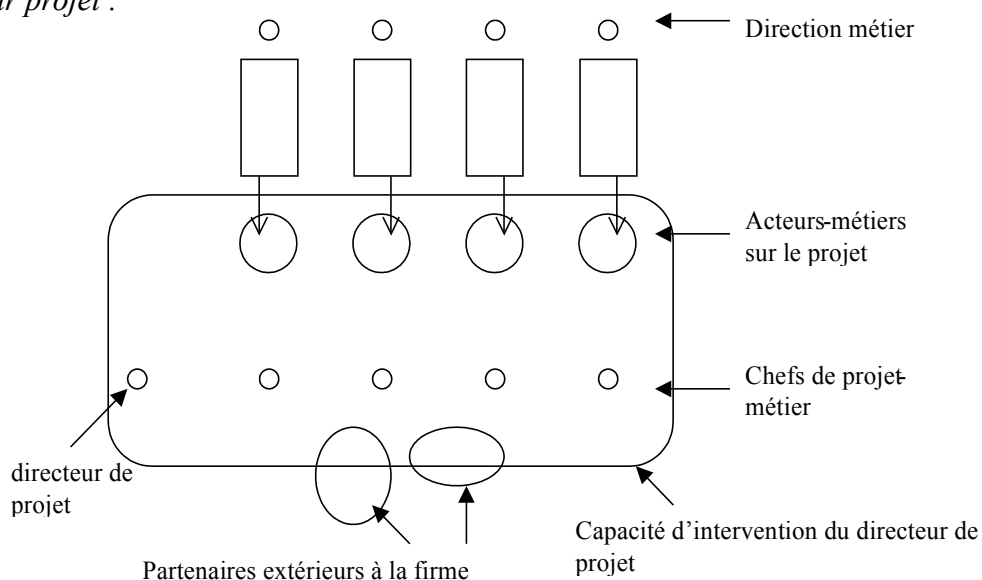 ur projet :
Direction métier
Acteurs-métiers
sur le projet
Chefs de projet-
métier
directeur de
projet
Capacité d'intervention du directeur de
projet
Partenaires extérieurs à la firme